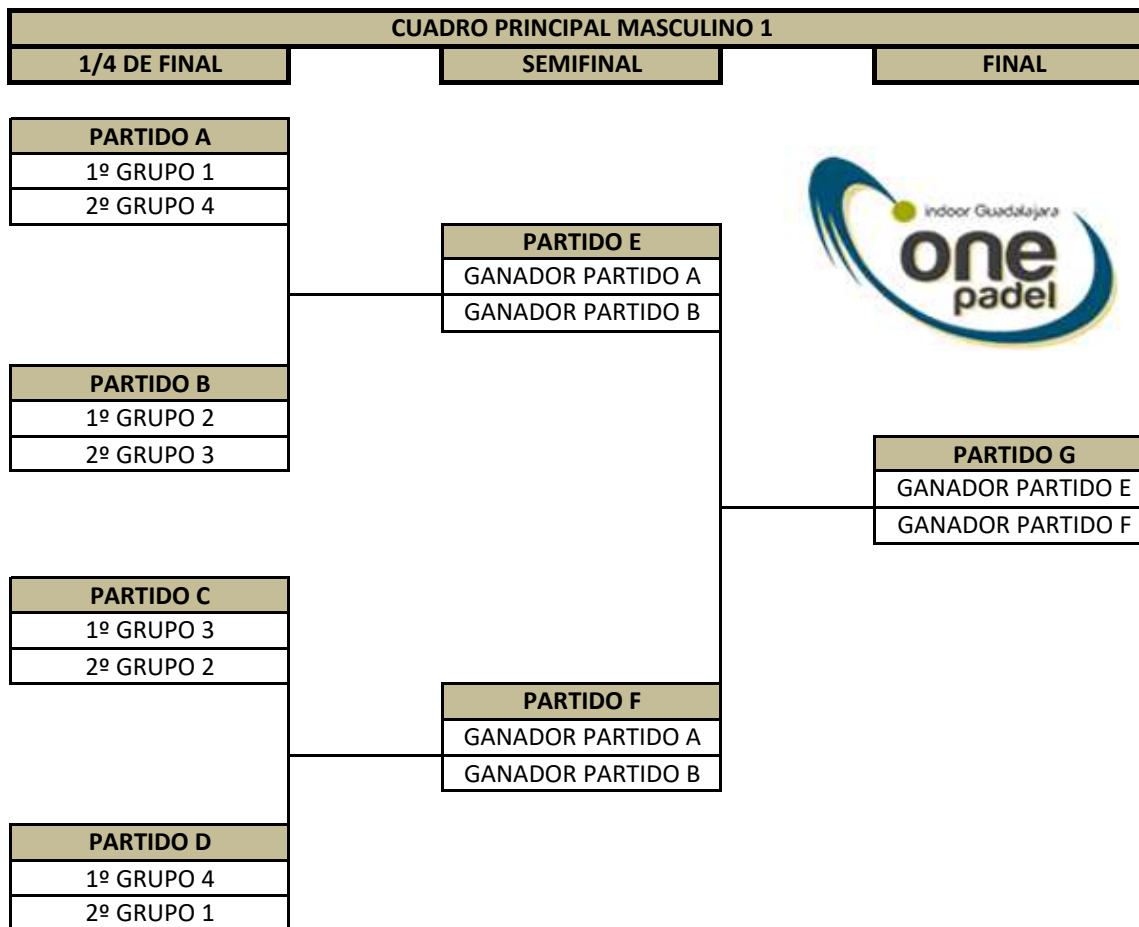 CUADRO PRINCIPAL MASCULINO 1
1/4 DE FINAL
SEMIFINAL
FINAL
PARTIDO A
1º GRUPO 1
2º GRUPO 4
indoor Guadalajara
one
padel
PARTIDO E
GANADOR PARTIDO A
GANADOR PARTIDO B
PARTIDO B
1º GRUPO 2
2º GRUPO 3
PARTIDO G
GANADOR PARTIDO E
GANADOR PARTIDO F
PARTIDO C
1º GRUPO 3
2º GRUPO 2
PARTIDO F
GANADOR PARTIDO A
GANADOR PARTIDO B
PARTIDO D
1º GRUPO 4
2º GRUPO 1